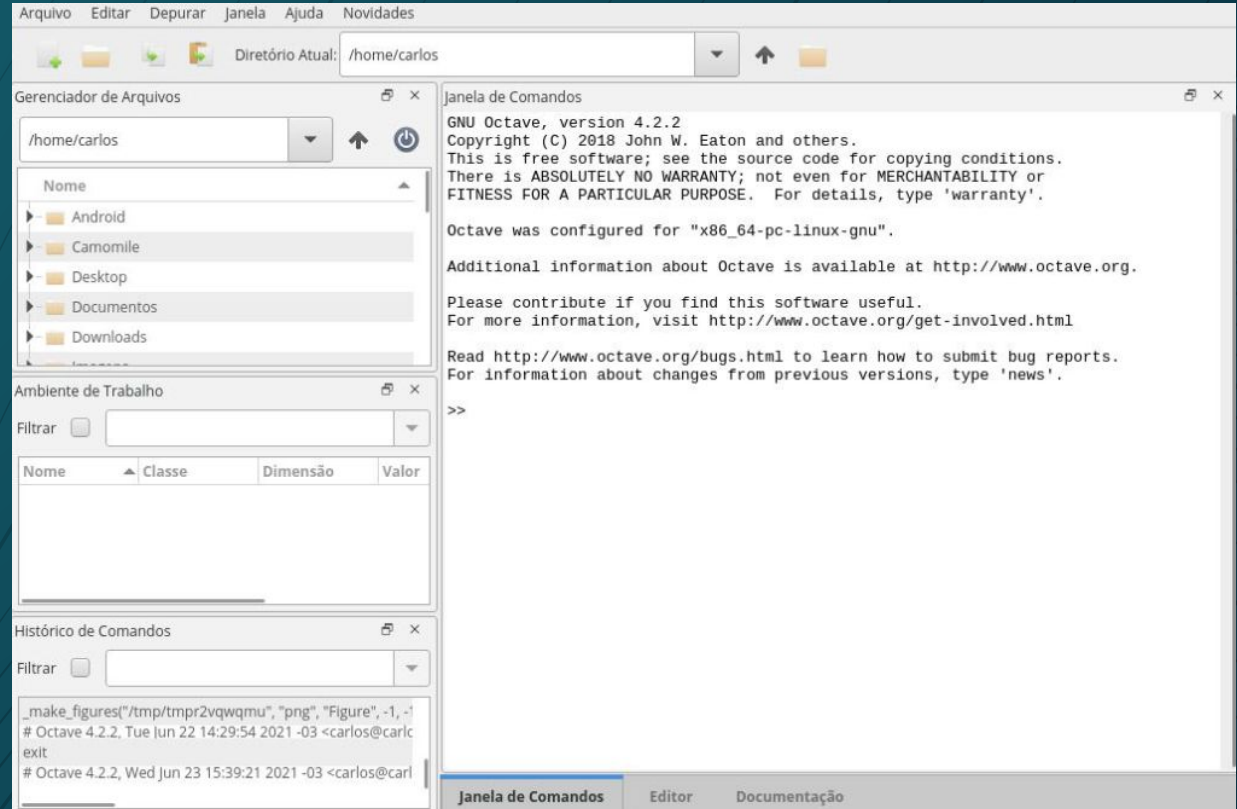 Arquivo Editar Depurar Janela Ajuda Novidades
Diretório Atual: /home/carlos
Gerenciador de Arquivos
/home/carlos
Nome
Android
Camomile
Desktop
Documentos
Downloads
Ambiente de Trabalho
Filtrar
Nome Classe Dimensão Valor
Histórico de Comandos
Filtrar
_make_figures("/tmp/tmpr2vqwqmu", "png", "Figure", -1, -1
# Octave 4.2.2, Tue Jun 22 14:29:54 2021 -03 <carlos@carlc
exit
# Octave 4.2.2, Wed Jun 23 15:39:21 2021 -03 <carlos@carl
Janela de Comandos
GNU Octave, version 4.2.2
Copyright (C) 2018 John W. Eaton and others.
This is free software; see the source code for copying conditions.
There is ABSOLUTELY NO WARRANTY; not even for MERCHANTABILITY or
FITNESS FOR A PARTICULAR PURPOSE.  For details, type 'warranty'.
Octave was configured for "x86_64-pc-linux-gnu".
Additional information about Octave is available at http://www.octave.org.
Please contribute if you find this software useful.
For more information, visit http://www.octave.org/get-involved.html
Read http://www.octave.org/bugs.html to learn how to submit bug reports.
For information about changes from previous versions, type 'news'.
>>
Janela de Comandos Editor Documentação